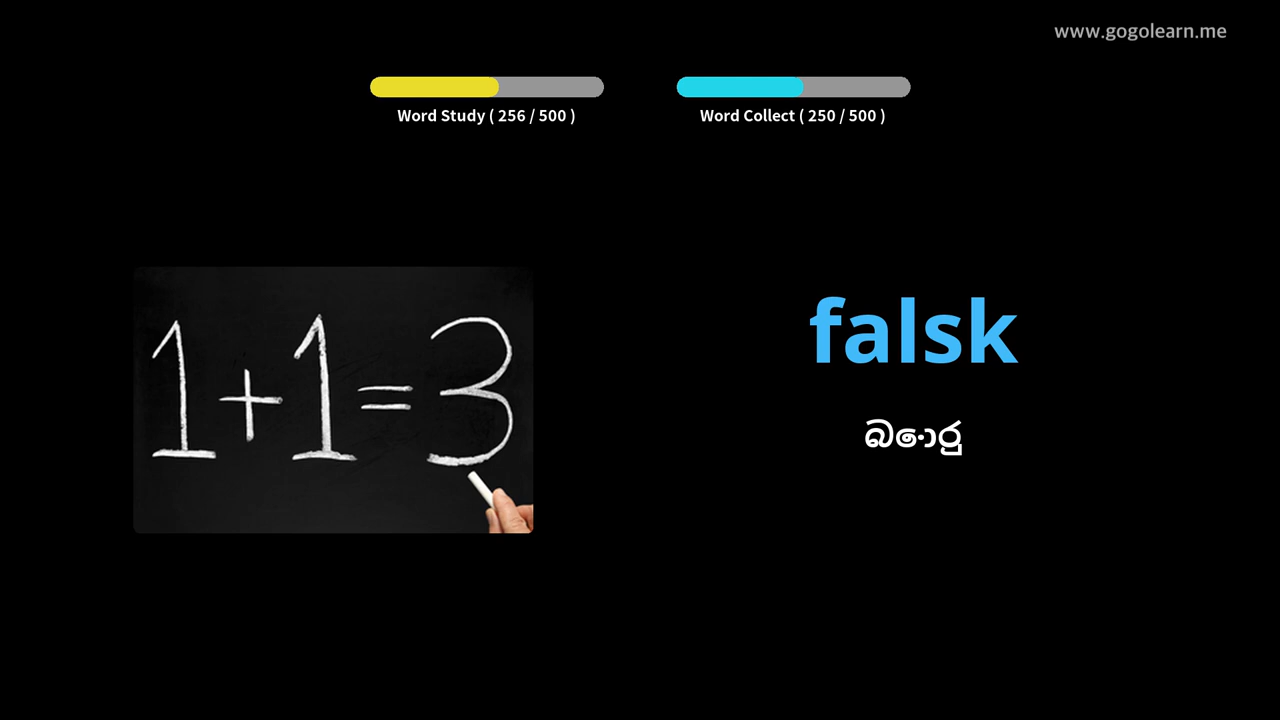 www.gogolearn.me
Word Study ( 256 / 500 )
Word Collect ( 250 / 500 )
1+1=3
falsk
බොරු